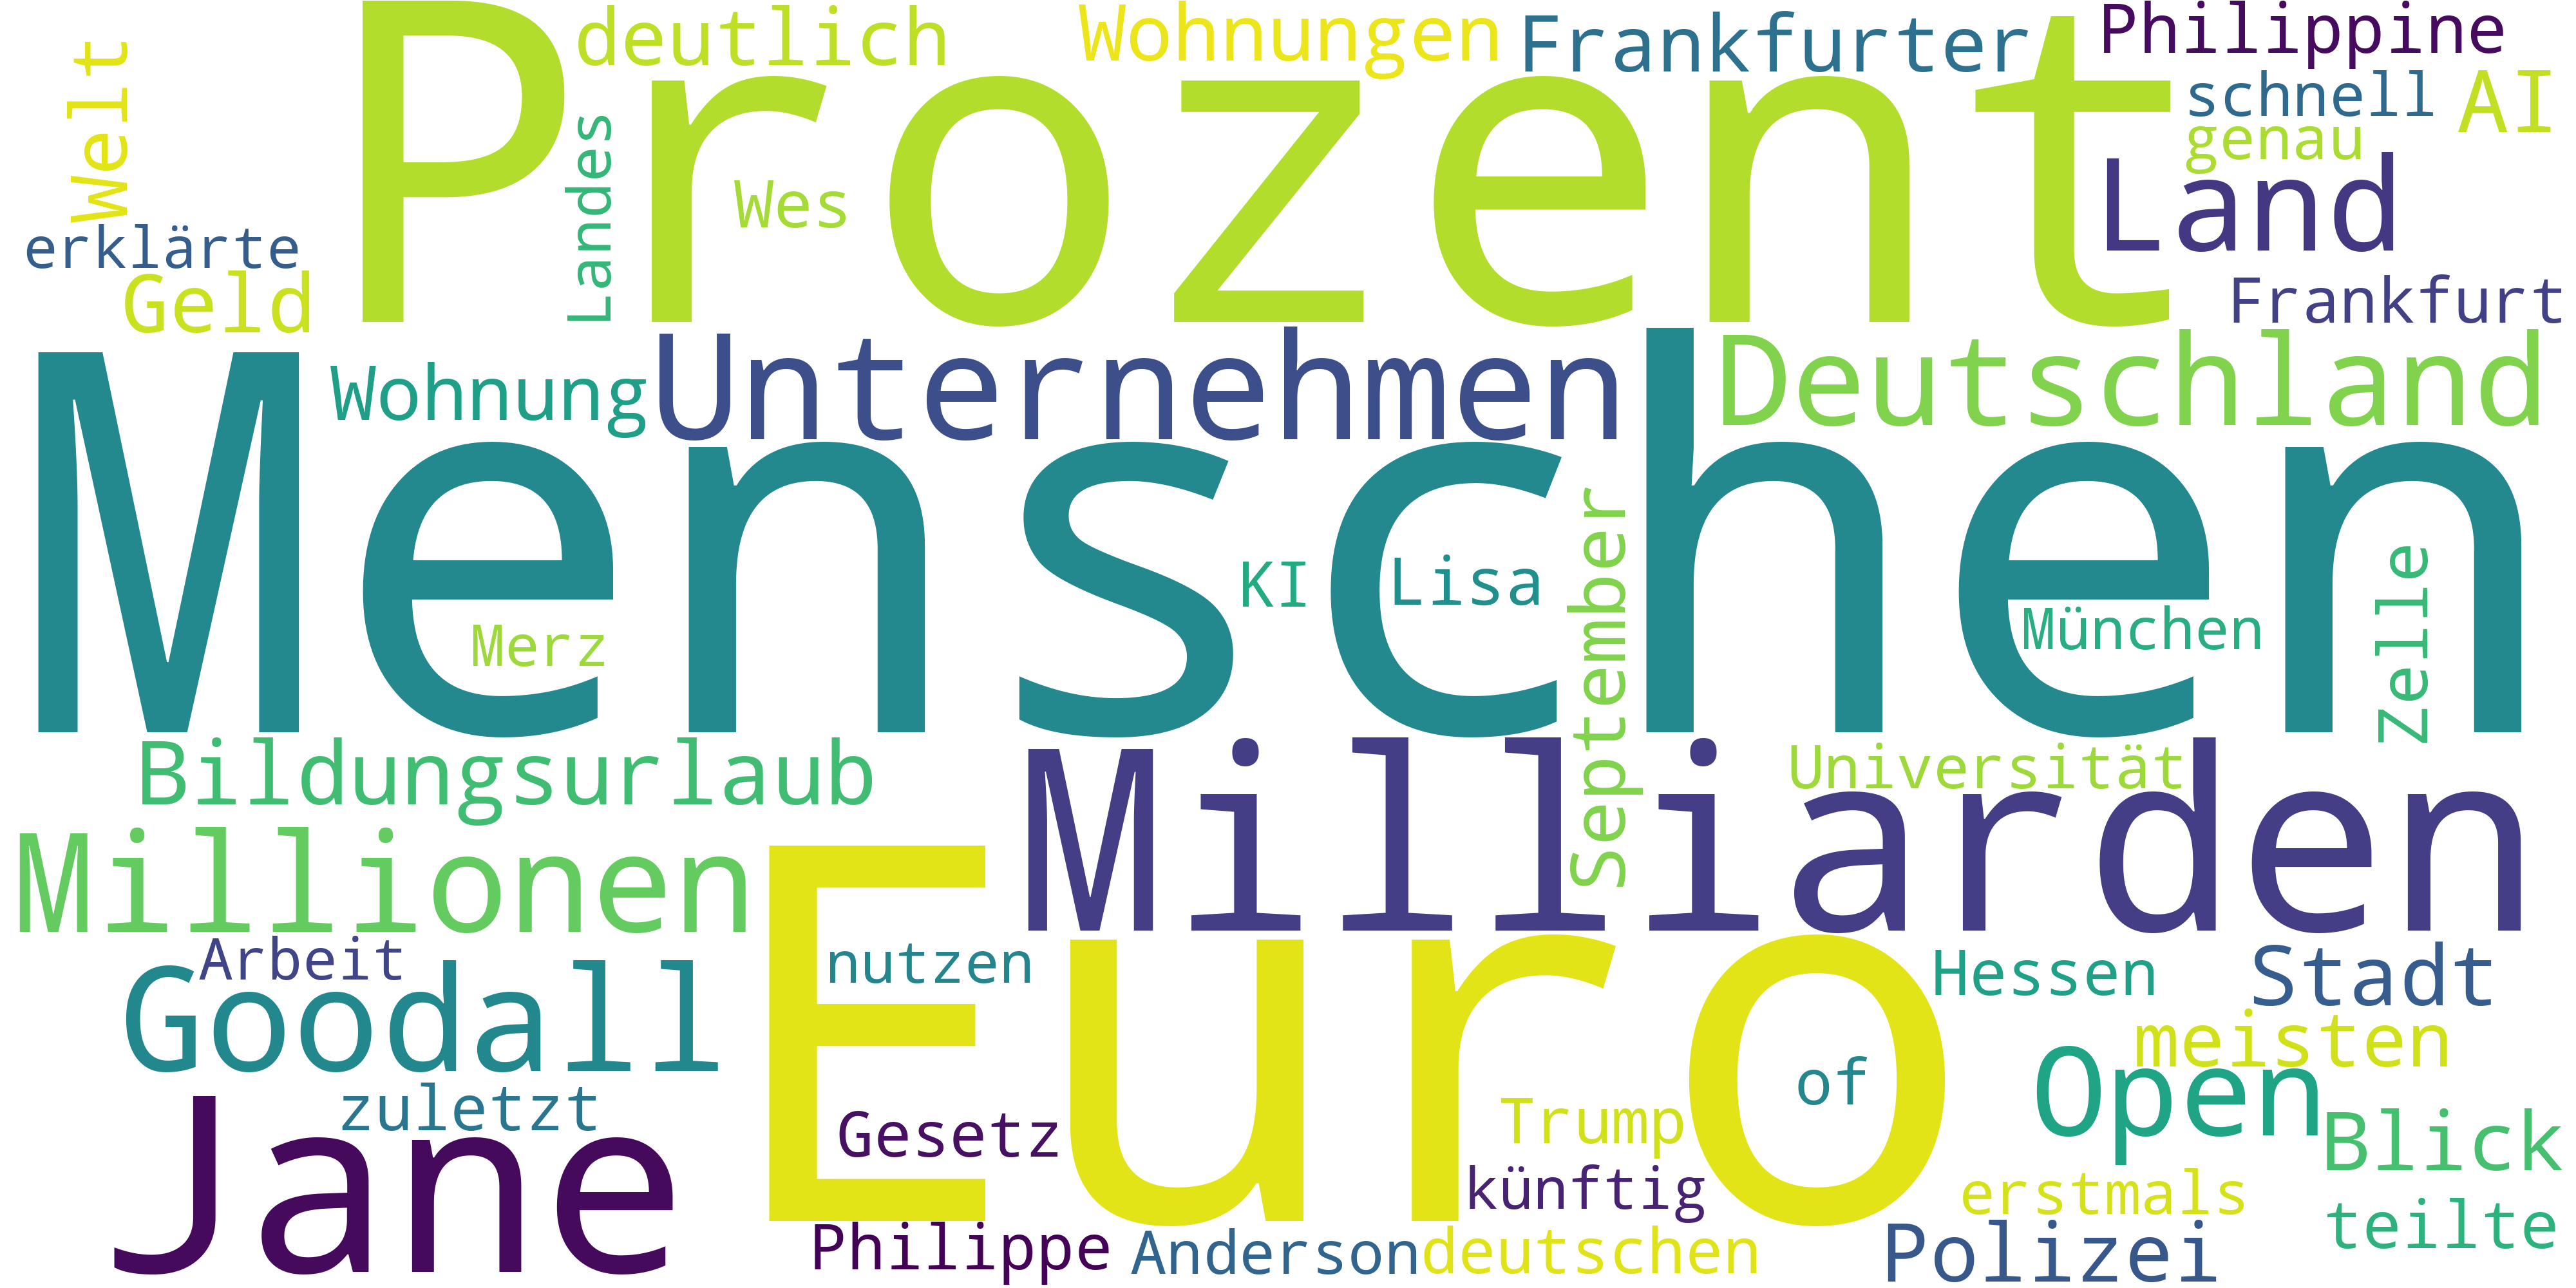 Prozent
deutlich
Wohnungen
Frankfurter
Philippine
schnell
AI
genau
Welt
Landes
Wes
Land
erklärte
Geld
Frankfurt
Wohnung
Unternehmen
Deutschland
Menschen
KI
Lisa
September
Merz
München
Zelle
Bildungsurlaub
Milliarden
Universität
Millionen
Euro
Arbeit
nutzen
Hessen
Stadt
Goodall
meisten
Open
of
zuletzt
Jane
Gesetz
Trump
Blick
künftig
erstmals
teilte
Philippe
Anderson
deutschen
Polizei